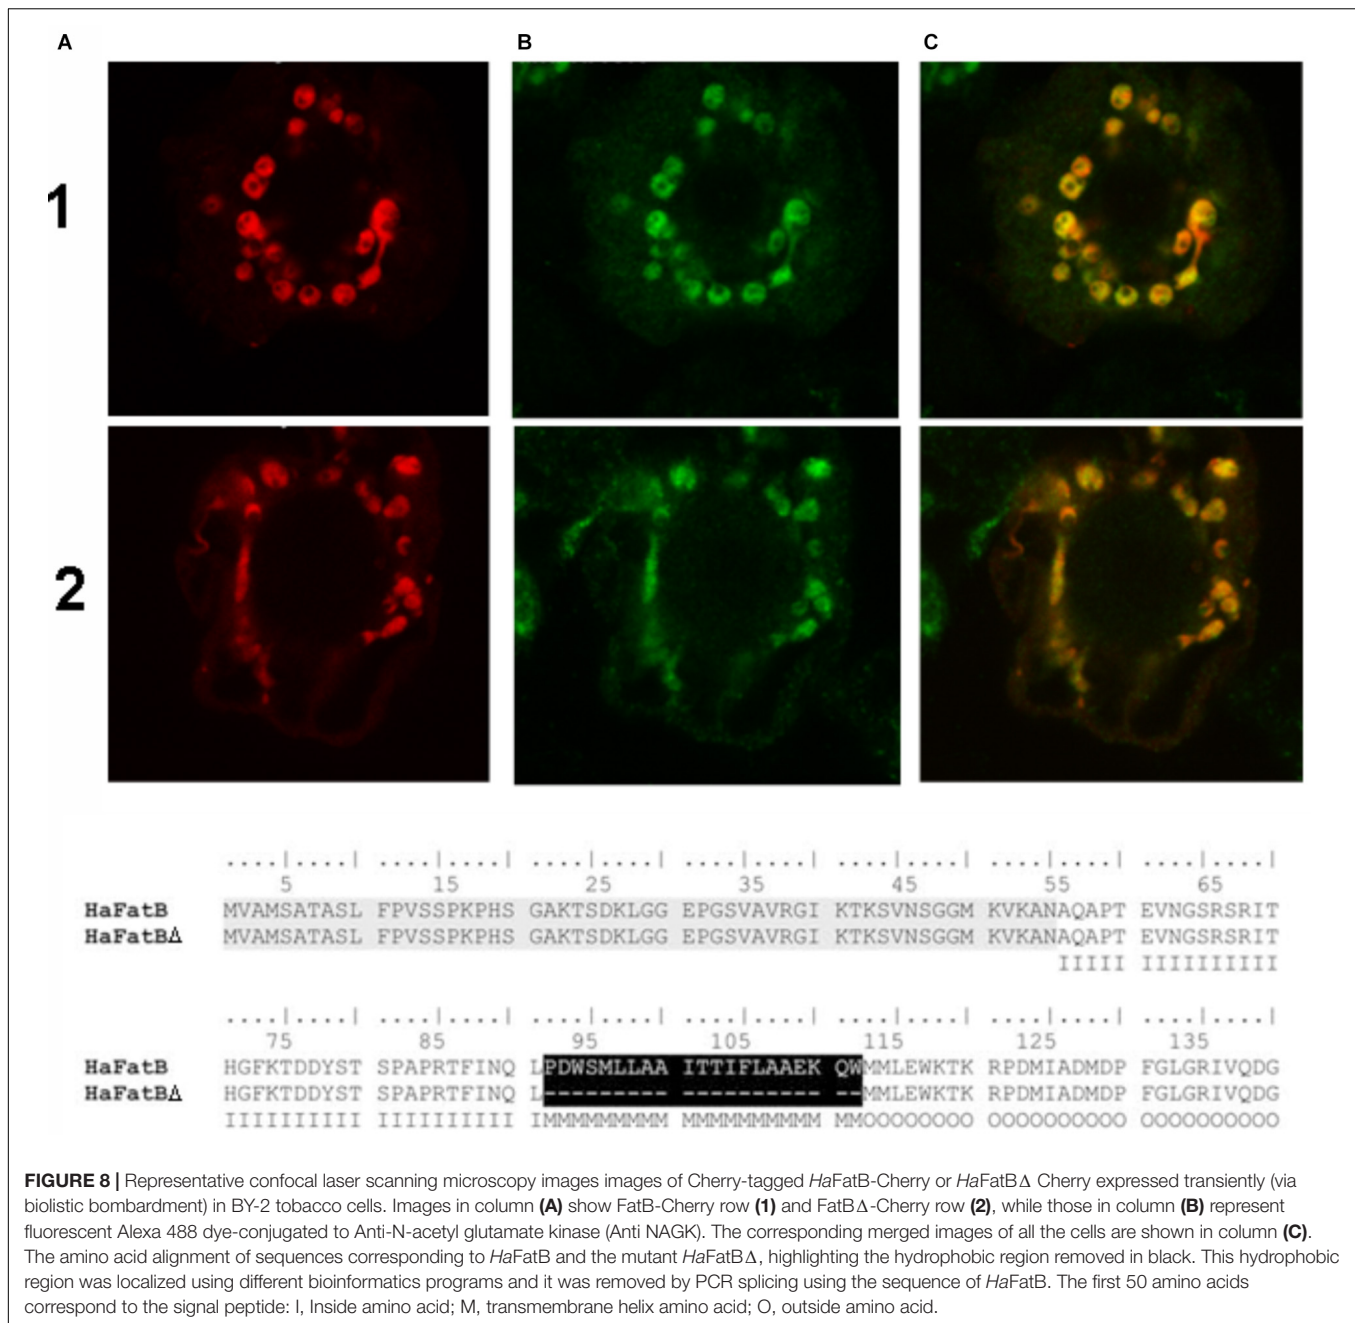 A B C
1
2
....|....| ....|....| ....|....| ....|....| ....|....| ....|....| ....|....|
5 15 25 35 45 55 65
HaFatB MVAMSATASL FPVSSPKPHS GAKTSDKLGG EPGSVAVRGI KTKSVNSGGM KVKANAQAPT EVNGSRSRIT
HaFatBΔ MVAMSATASL FPVSSPKPHS GAKTSDKLGG EPGSVAVRGI KTKSVNSGGM KVKANAQAPT EVNGSRSRIT
IIIII IIIIIIIIII
....|....| ....|....| ....|....| ....|....| ....|....| ....|....| ....|....|
75 85 95 105 115 125 135
HaFatB HGFKTDDYST SPAPRTFINQ LPDWSMLLAA ITTIFLAAEK QWMMLEWKTK RPDMIADMDP FGLGRIVQDG
HaFatBΔ HGFKTDDYST SPAPRTFINQ L--------- ---------- --MMLEWKTK RPDMIADMDP FGLGRIVQDG
IIIIIIIIII IIIIIIIIII IMMMMMMMMM MMMMMMMMMM MMOOOOOOOO OOOOOOOOOO OOOOOOOOOO
FIGURE 8 | Representative confocal laser scanning microscopy images images of Cherry-tagged HaFatB-Cherry or HaFatBΔ Cherry expressed transiently (via
biolistic bombardment) in BY-2 tobacco cells. Images in column (A) show FatB-Cherry row (1) and FatBΔ-Cherry row (2), while those in column (B) represent
fluorescent Alexa 488 dye-conjugated to Anti-N-acetyl glutamate kinase (Anti NAGK). The corresponding merged images of all the cells are shown in column (C).
The amino acid alignment of sequences corresponding to HaFatB and the mutant HaFatBΔ, highlighting the hydrophobic region removed in black. This hydrophobic
region was localized using different bioinformatics programs and it was removed by PCR splicing using the sequence of HaFatB. The first 50 amino acids
correspond to the signal peptide: I, Inside amino acid; M, transmembrane helix amino acid; O, outside amino acid.